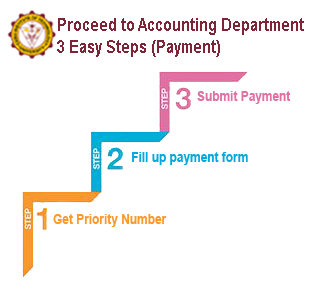 Proceed to Accounting Department
3 Easy Steps (Payment)
STEP 3 Submit Payment
STEP 2 Fill up payment form
STEP 1 Get Priority Number